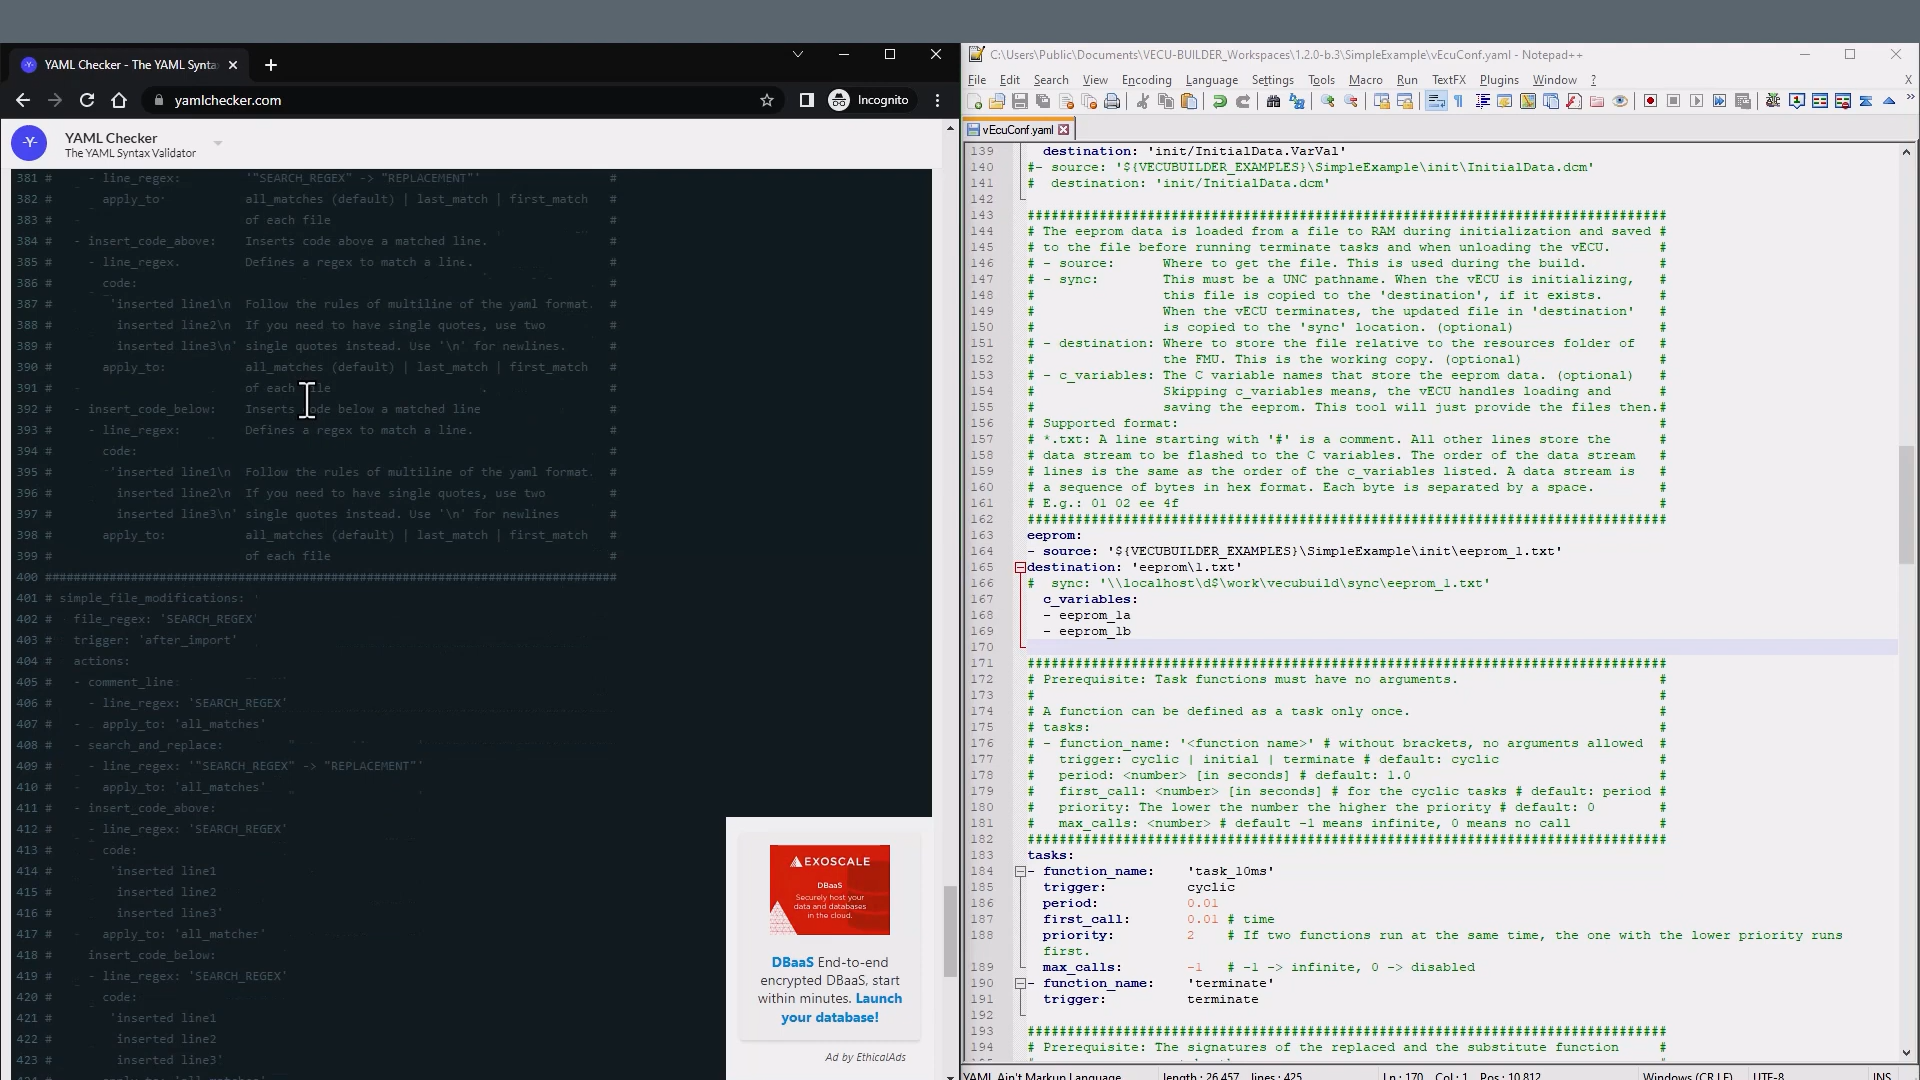 YAML Checker - The YAML Synta
yamlchecker.com
Incognito
YAML Checker
The YAML Syntax Validator
381 #     - line_regex:      '"SEARCH_REGEX" -> "REPLACEMENT"'     #
382 #       apply_to:        all_matches (default) | last_match | first_match   #
383 #                        of each file   #
384 #   - insert_code_above:    Inserts code above a matched line.   #
385 #     - line_regex.      Defines a regex to match a line.   #
386 #       code:   #
387 #        'inserted line1\n  Follow the rules of multiline of the yaml format.   #
388 #         inserted line2\n  If you need to have single quotes, use two   #
389 #         inserted line3\n' single quotes instead. Use '\n' for newlines.   #
390 #       apply_to:        all_matches (default) | last_match | first_match   #
391 #                        of each file   #
392 #   - insert_code_below:    Inserts code below a matched line   #
393 #     - line_regex:      Defines a regex to match a line.   #
394 #       code:   #
395 #        'inserted line1\n  Follow the rules of multiline of the yaml format.   #
396 #         inserted line2\n  If you need to have single quotes, use two   #
397 #         inserted line3\n' single quotes instead. Use '\n' for newlines   #
398 #       apply_to:        all_matches (default) | last_match | first_match   #
399 #                        of each file   #
400 ################################################################################
401 # simple_file_modifications:
402 #   file_regex: 'SEARCH_REGEX'
403 #   trigger: 'after_import'
404 #   actions:
405 #   - comment_line:
406 #     - line_regex: 'SEARCH_REGEX'
407 # -     apply_to: 'all_matches'
408 #   - search_and_replace:
409 #     - line_regex: '"SEARCH_REGEX" -> "REPLACEMENT"'
410 #     - apply_to: 'all_matches'
411 #   - insert_code_above:
412 #     - line_regex: 'SEARCH_REGEX'
413 #       code:
414 #        'inserted line1
415 #         inserted line2
416 #         inserted line3'
417 #     - apply_to: 'all_matches'
418 #     insert_code_below:
419 #     - line_regex: 'SEARCH_REGEX'
420 #       code:
421 #        'inserted line1
422 #         inserted line2
423 #         inserted line3'
EXOSCALE
DBaaS
Securely host your
data and databases
in the cloud.
DBaaS End-to-end
encrypted DBaaS, start
within minutes. Launch
your database!
Ad by EthicalAds
C:\Users\Public\Documents\VECU-BUILDER_Workspaces\1.2.0-b.3\SimpleExample\vEcuConf.yaml - Notepad++
File Edit Search View Encoding Language Settings Tools Macro Run TextFX Plugins Window ?
vEcuConf.yaml
139   destination: 'init/InitialData.VarVal'
140 #- source: '${VECUBUILDER_EXAMPLES}\SimpleExample\init\InitialData.dcm'
141 #  destination: 'init/InitialData.dcm'
142
143 ################################################################################
144 # The eeprom data is loaded from a file to RAM during initialization and saved #
145 # to the file before running terminate tasks and when unloading the vECU.      #
146 # - source:      Where to get the file. This is used during the build.         #
147 # - sync:        This must be a UNC pathname. When the vECU is initializing,   #
148 #                this file is copied to the 'destination', if it exists.       #
149 #                When the vECU terminates, the updated file in 'destination'   #
150 #                is copied to the 'sync' location. (optional)                  #
151 # - destination: Where to store the file relative to the resources folder of   #
152 #                the FMU. This is the working copy. (optional)                 #
153 # - c_variables: The C variable names that store the eeprom data. (optional)   #
154 #                Skipping c_variables means, the vECU handles loading and      #
155 #                saving the eeprom. This tool will just provide the files then.#
156 # Supported format:                                                            #
157 # *.txt: A line starting with '#' is a comment. All other lines store the      #
158 # data stream to be flashed to the C variables. The order of the data stream   #
159 # lines is the same as the order of the c_variables listed. A data stream is   #
160 # a sequence of bytes in hex format. Each byte is separated by a space.        #
161 # E.g.: 01 02 ee 4f                                                            #
162 ################################################################################
163 eeprom:
164 - source: '${VECUBUILDER_EXAMPLES}\SimpleExample\init\eeprom_1.txt'
165 destination: 'eeprom\1.txt'
166 #  sync: '\\localhost\d$\work\vecubuild\sync\eeprom_1.txt'
167   c_variables:
168   - eeprom_1a
169   - eeprom_1b
170
171 ################################################################################
172 # Prerequisite: Task functions must have no arguments.                         #
173 #                                                                              #
174 # A function can be defined as a task only once.                               #
175 # tasks:                                                                       #
176 # - function_name: '<function name>' # without brackets, no arguments allowed  #
177 #   trigger: cyclic | initial | terminate # default: cyclic                    #
178 #   period: <number> [in seconds] # default: 1.0                               #
179 #   first_call: <number> [in seconds] # for the cyclic tasks # default: period #
180 #   priority: The lower the number the higher the priority # default: 0        #
181 #   max_calls: <number> # default -1 means infinite, 0 means no call           #
182 ################################################################################
183 tasks:
184 - function_name:    'task_10ms'
185   trigger:          cyclic
186   period:           0.01
187   first_call:       0.01 # time
188   priority:         2    # If two functions run at the same time, the one with the lower priority runs
first.
189   max_calls:        -1   # -1 -> infinite, 0 -> disabled
190 - function_name:    'terminate'
191   trigger:          terminate
192
193 ################################################################################
194 # Prerequisite: The signatures of the replaced and the substitute function     #
YAML Ain't Markup Language length : 26,457 lines : 425 Ln : 170 Col : 1 Pos : 10,812 Windows (CR LF) UTF-8 INS